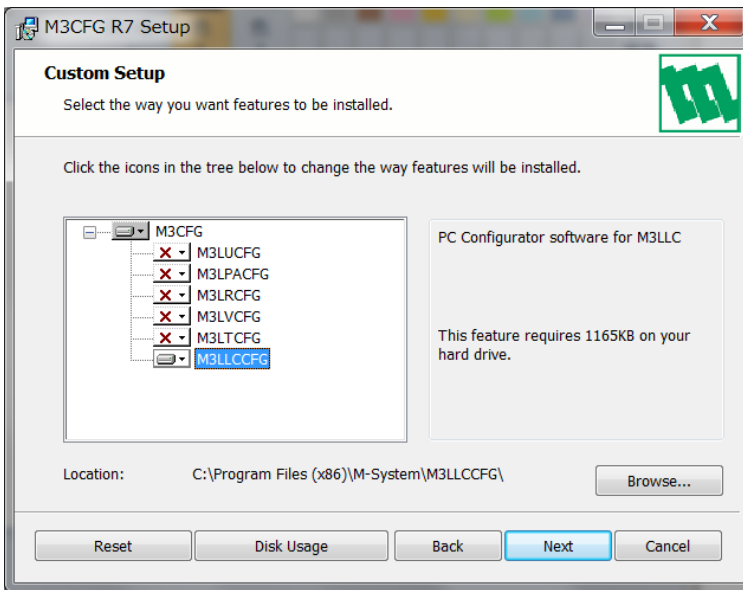 M3CFG R7 Setup
Custom Setup
Select the way you want features to be installed.
Click the icons in the tree below to change the way features will be installed.
M3CFG
M3LUCFG
M3LPACFG
M3LRCFG
M3LVCFG
M3LTCFG
M3LLCCFG
PC Configurator software for M3LLC
This feature requires 1165KB on your
hard drive.
Location: C:\Program Files (x86)\M-System\M3LLCCFG\
Browse...
Reset Disk Usage Back Next Cancel